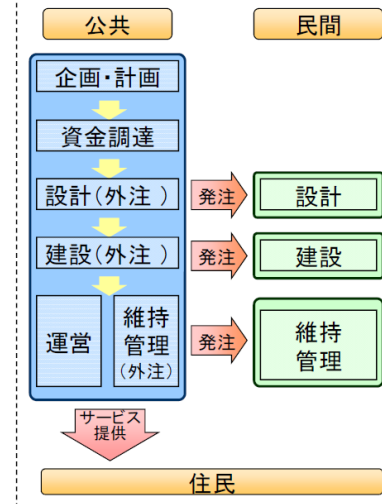 公共
民間
企画・計画
資金調達
設計(外注 )
発注
設計
建設(外注 )
発注
建設
運営
維持
管理
(外注)
発注
維持
管理
サービス
提供
住民